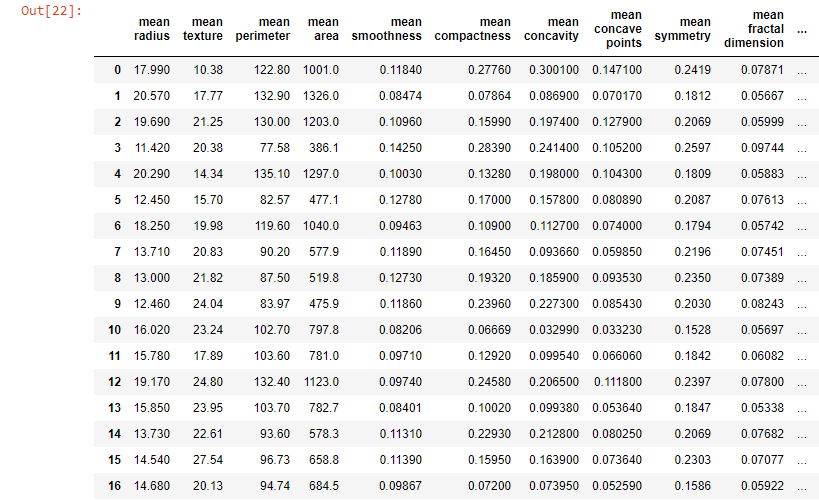 Out[22]:
mean radius mean texture mean perimeter mean area mean smoothness mean compactness mean concavity mean concave points mean symmetry mean fractal dimension ...
0 17.990 10.38 122.80 1001.0 0.11840 0.27760 0.300100 0.147100 0.2419 0.07871 ...
1 20.570 17.77 132.90 1326.0 0.08474 0.07864 0.086900 0.070170 0.1812 0.05667 ...
2 19.690 21.25 130.00 1203.0 0.10960 0.15990 0.197400 0.127900 0.2069 0.05999 ...
3 11.420 20.38 77.58 386.1 0.14250 0.28390 0.241400 0.105200 0.2597 0.09744 ...
4 20.290 14.34 135.10 1297.0 0.10030 0.13280 0.198000 0.104300 0.1809 0.05883 ...
5 12.450 15.70 82.57 477.1 0.12780 0.17000 0.157800 0.080890 0.2087 0.07613 ...
6 18.250 19.98 119.60 1040.0 0.09463 0.10900 0.112700 0.074000 0.1794 0.05742 ...
7 13.710 20.83 90.20 577.9 0.11890 0.16450 0.093660 0.059850 0.2196 0.07451 ...
8 13.000 21.82 87.50 519.8 0.12730 0.19320 0.185900 0.093530 0.2350 0.07389 ...
9 12.460 24.04 83.97 475.9 0.11860 0.23960 0.227300 0.085430 0.2030 0.08243 ...
10 16.020 23.24 102.70 797.8 0.08206 0.06669 0.032990 0.033230 0.1528 0.05697 ...
11 15.780 17.89 103.60 781.0 0.09710 0.12920 0.099540 0.066060 0.1842 0.06082 ...
12 19.170 24.80 132.40 1123.0 0.09740 0.24580 0.206500 0.111800 0.2397 0.07800 ...
13 15.850 23.95 103.70 782.7 0.08401 0.10020 0.099380 0.053640 0.1847 0.05338 ...
14 13.730 22.61 93.60 578.3 0.11310 0.22930 0.212800 0.080250 0.2069 0.07682 ...
15 14.540 27.54 96.73 658.8 0.11390 0.15950 0.163900 0.073640 0.2303 0.07077 ...
16 14.680 20.13 94.74 684.5 0.09867 0.07200 0.073950 0.052590 0.1586 0.05922 ...